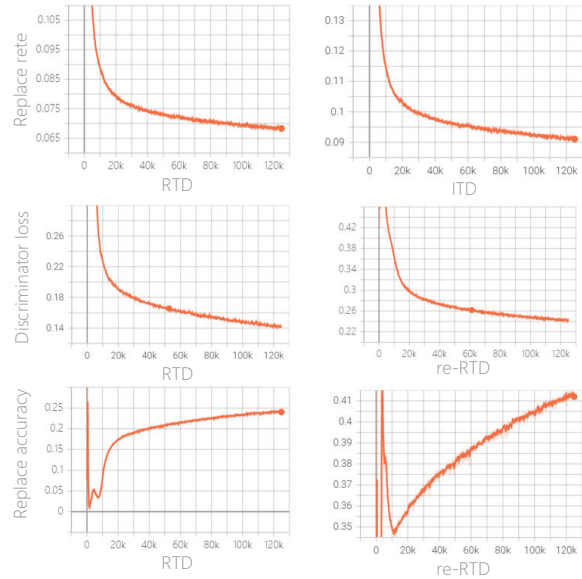 Replace rete
0.105
0.095
0.085
0.075
0.065
0 20k 40k 60k 80k 100k 120k
RTD
0.13
0.12
0.11
0.1
0.09
0 20k 40k 60k 80k 100k 120k
ITD
Discriminator loss
0.26
0.22
0.18
0.14
0 20k 40k 60k 80k 100k 120k
RTD
0.42
0.38
0.34
0.3
0.26
0.22
0 20k 40k 60k 80k 100k 120k
re-RTD
Replace accuracy
0.25
0.2
0.15
0.1
0.05
0
0 20k 40k 60k 80k 100k 120k
RTD
0.41
0.4
0.39
0.38
0.37
0.36
0.35
0 20k 40k 60k 80k 100k 120k
re-RTD